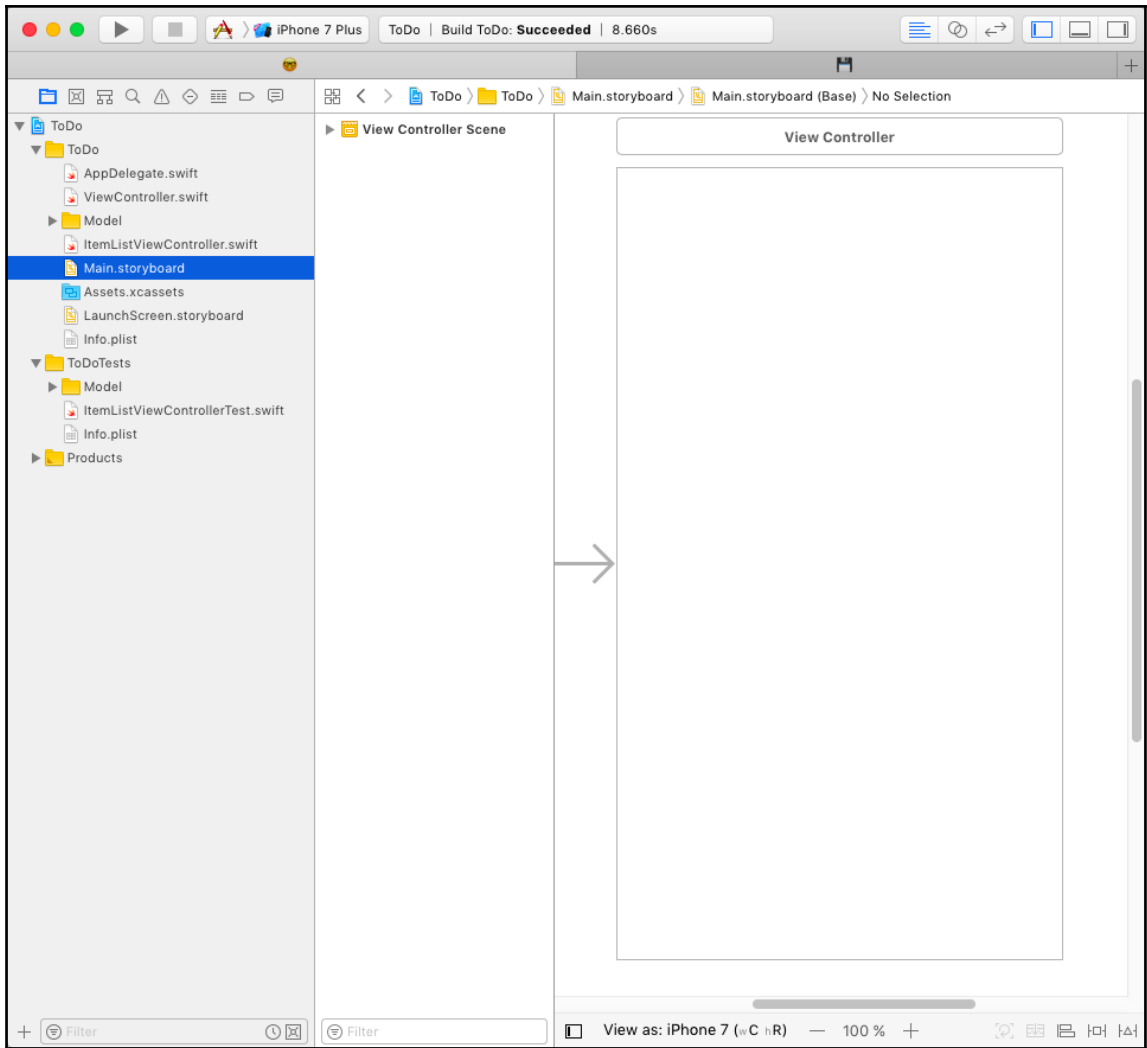 iPhone 7 Plus
ToDo | Build ToDo: Succeeded | 8.660s
ToDo
ToDo
Main.storyboard
Main.storyboard (Base)
No Selection
ToDo
ToDo
AppDelegate.swift
ViewController.swift
Model
ItemListViewController.swift
Main.storyboard
Assets.xcassets
LaunchScreen.storyboard
Info.plist
ToDoTests
Model
ItemListViewControllerTest.swift
Info.plist
Products
View Controller Scene
View Controller
Filter
Filter
View as: iPhone 7 (wC hR)
— 100 % +